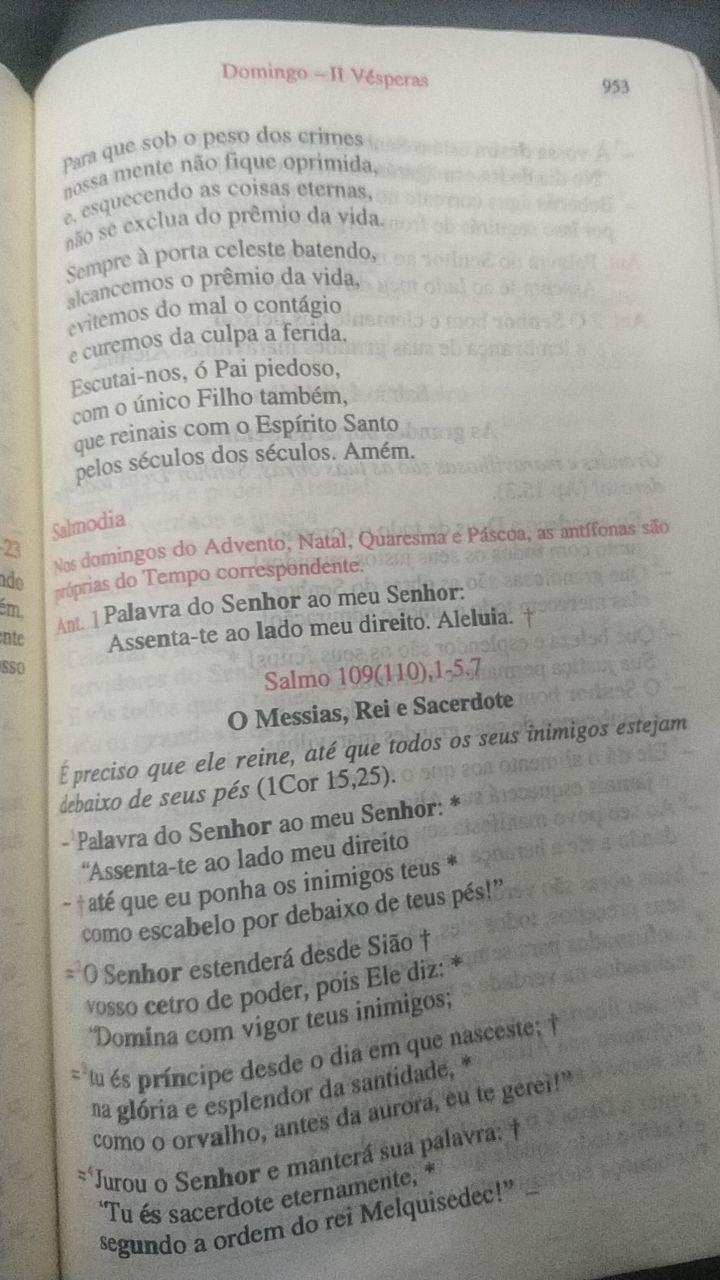 Domingo – II Vésperas 953
Para que sob o peso dos crimes
nossa mente não fique oprimida,
e, esquecendo as coisas eternas,
não se exclua do prêmio da vida.
Sempre à porta celeste batendo,
alcancemos o prêmio da vida,
evitemos do mal o contágio
e curemos da culpa a ferida.
Escutai-nos, ó Pai piedoso,
com o único Filho também,
que reinais com o Espírito Santo
pelos séculos dos séculos. Amém.
Salmodia
Nos domingos do Advento, Natal, Quaresma e Páscoa, as antífonas são
próprias do Tempo correspondente.
Ant. 1 Palavra do Senhor ao meu Senhor:
Assenta-te ao lado meu direito. Aleluia. †
Salmo 109(110),1-5.7
O Messias, Rei e Sacerdote
É preciso que ele reine, até que todos os seus inimigos estejam
debaixo de seus pés (1Cor 15,25).
– ¹Palavra do Senhor ao meu Senhor: *
“Assenta-te ao lado meu direito
– † até que eu ponha os inimigos teus *
como escabelo por debaixo de teus pés!”
= ²O Senhor estenderá desde Sião †
vosso cetro de poder, pois Ele diz: *
“Domina com vigor teus inimigos;
= ³tu és príncipe desde o dia em que nasceste; †
na glória e esplendor da santidade, *
como o orvalho, antes da aurora, eu te gerei!”
= ⁴Jurou o Senhor e manterá sua palavra: †
“Tu és sacerdote eternamente, *
segundo a ordem do rei Melquisedec!” –
-23